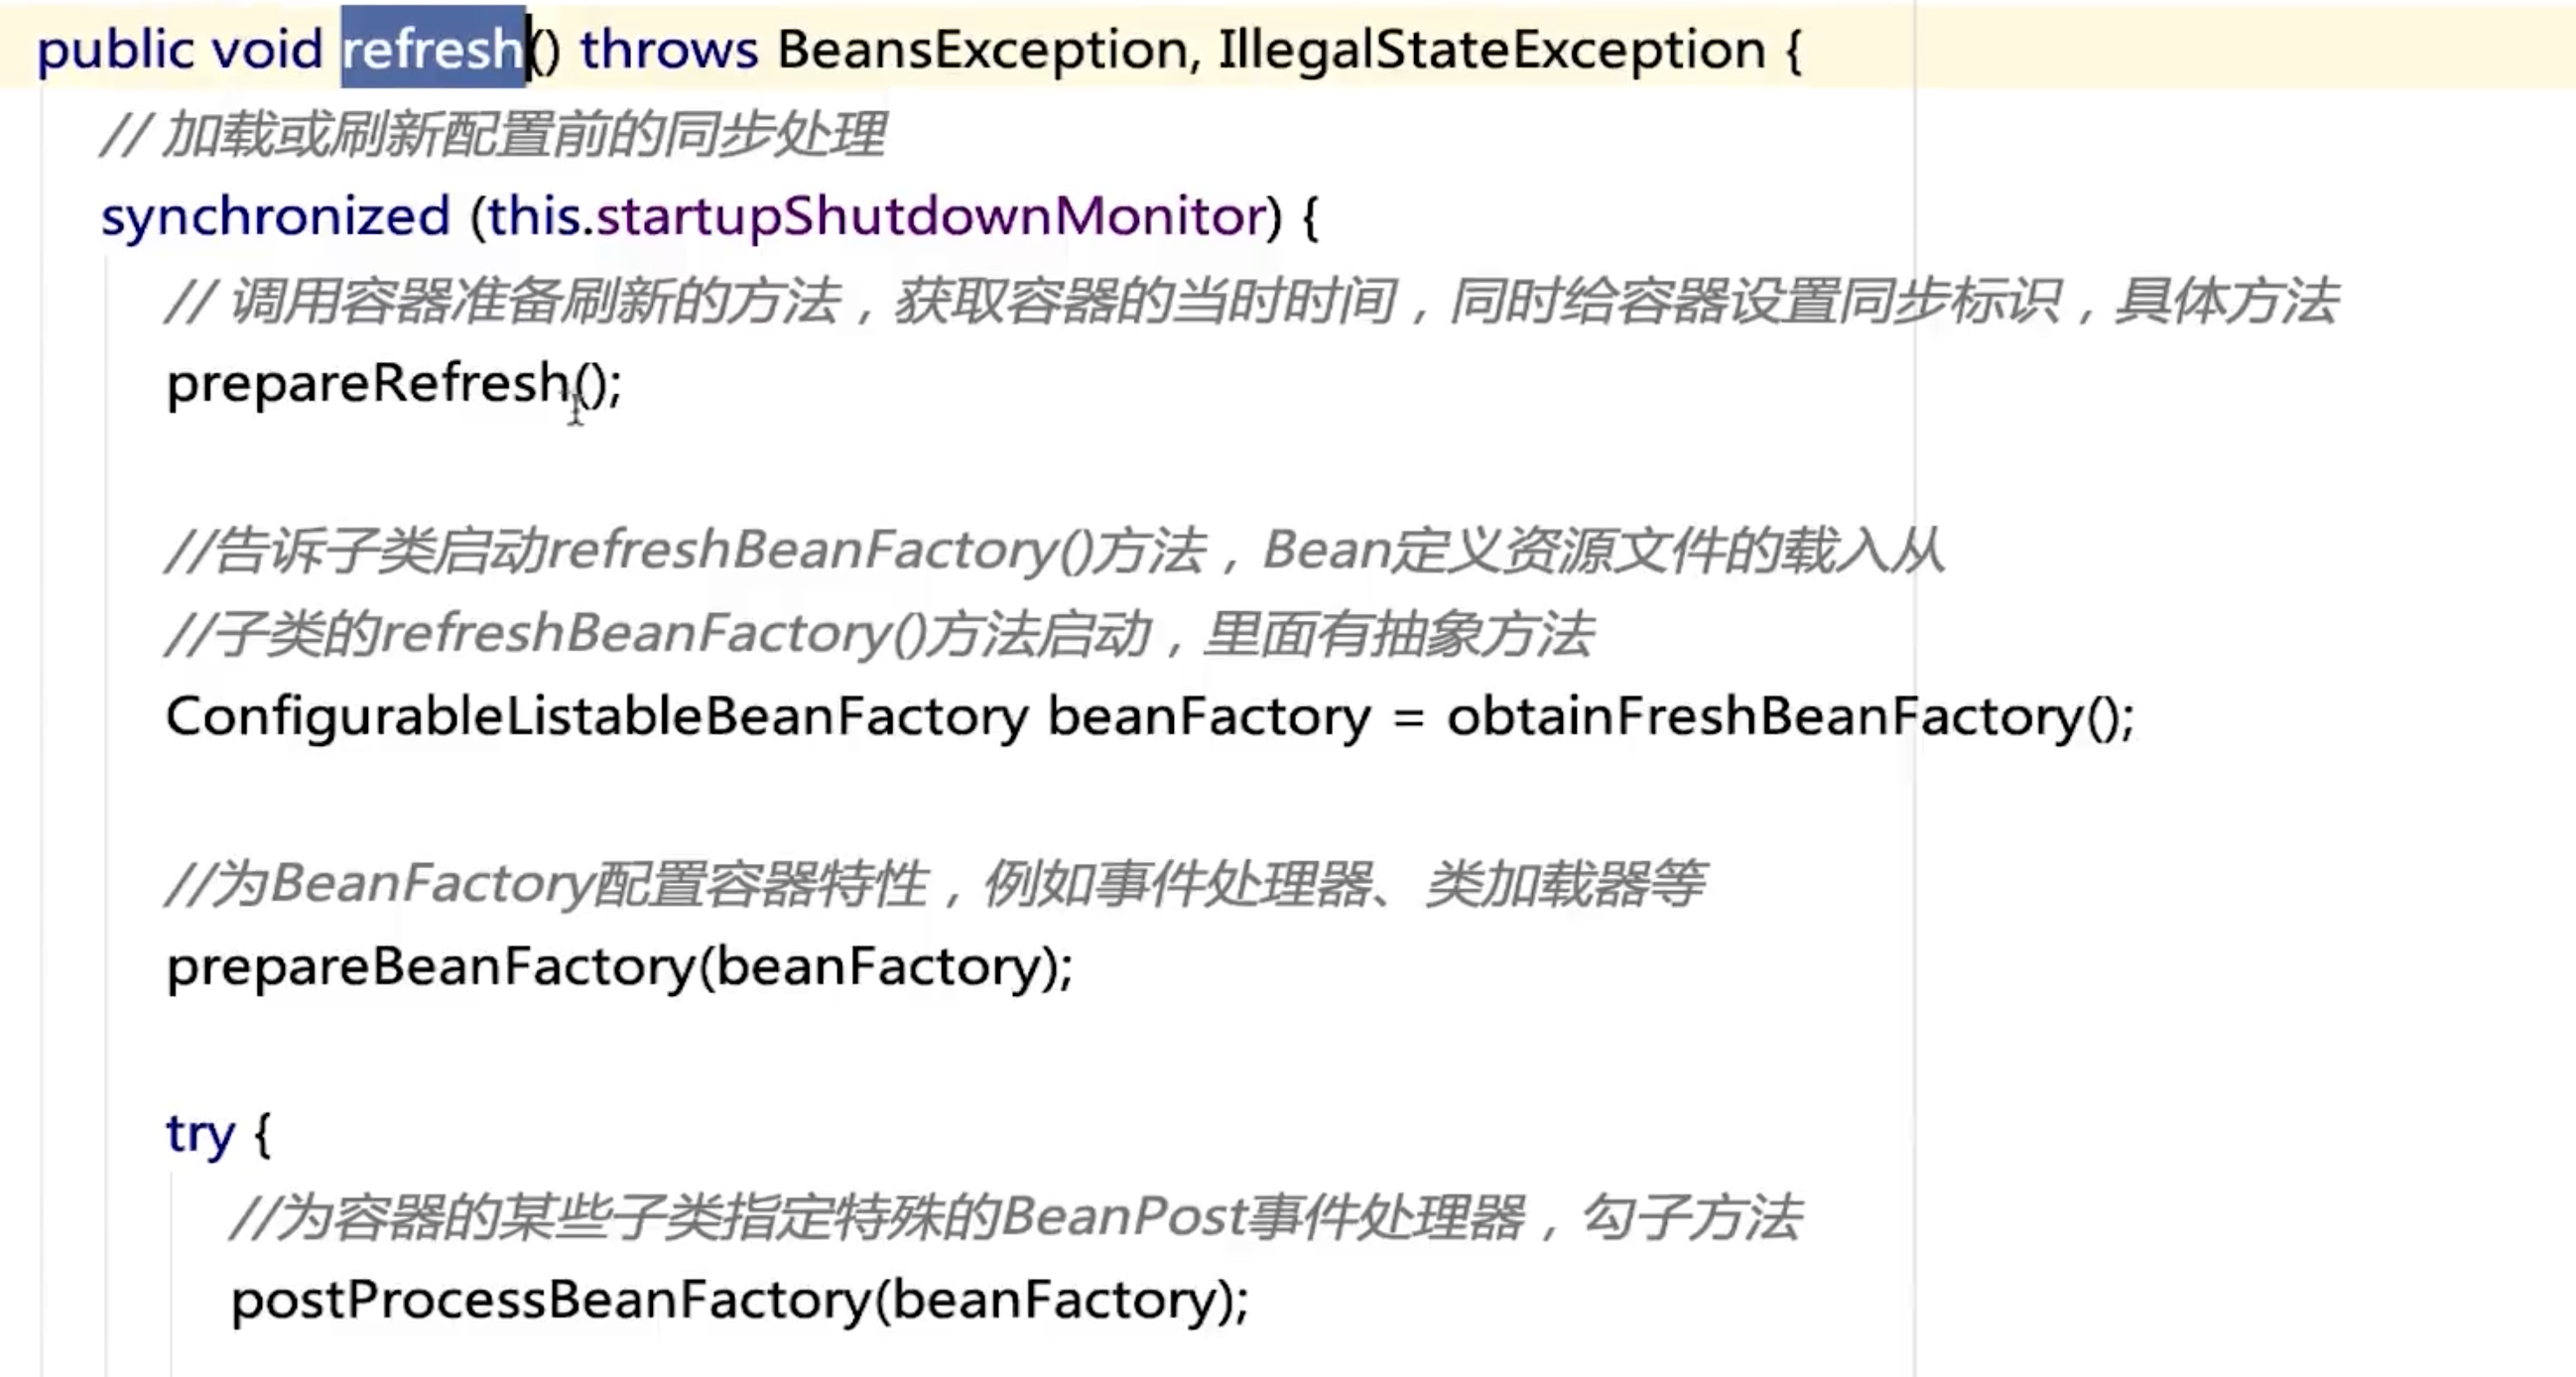 public void refresh() throws BeansException, IllegalStateException {
// 加载或刷新配置前的同步处理
synchronized (this.startupShutdownMonitor) {
// 调用容器准备刷新的方法，获取容器的当时时间，同时给容器设置同步标识，具体方法
prepareRefresh();
//告诉子类启动refreshBeanFactory()方法，Bean定义资源文件的载入从
//子类的refreshBeanFactory()方法启动，里面有抽象方法
ConfigurableListableBeanFactory beanFactory = obtainFreshBeanFactory();
//为BeanFactory配置容器特性，例如事件处理器、类加载器等
prepareBeanFactory(beanFactory);
try {
//为容器的某些子类指定特殊的BeanPost事件处理器，勾子方法
postProcessBeanFactory(beanFactory);